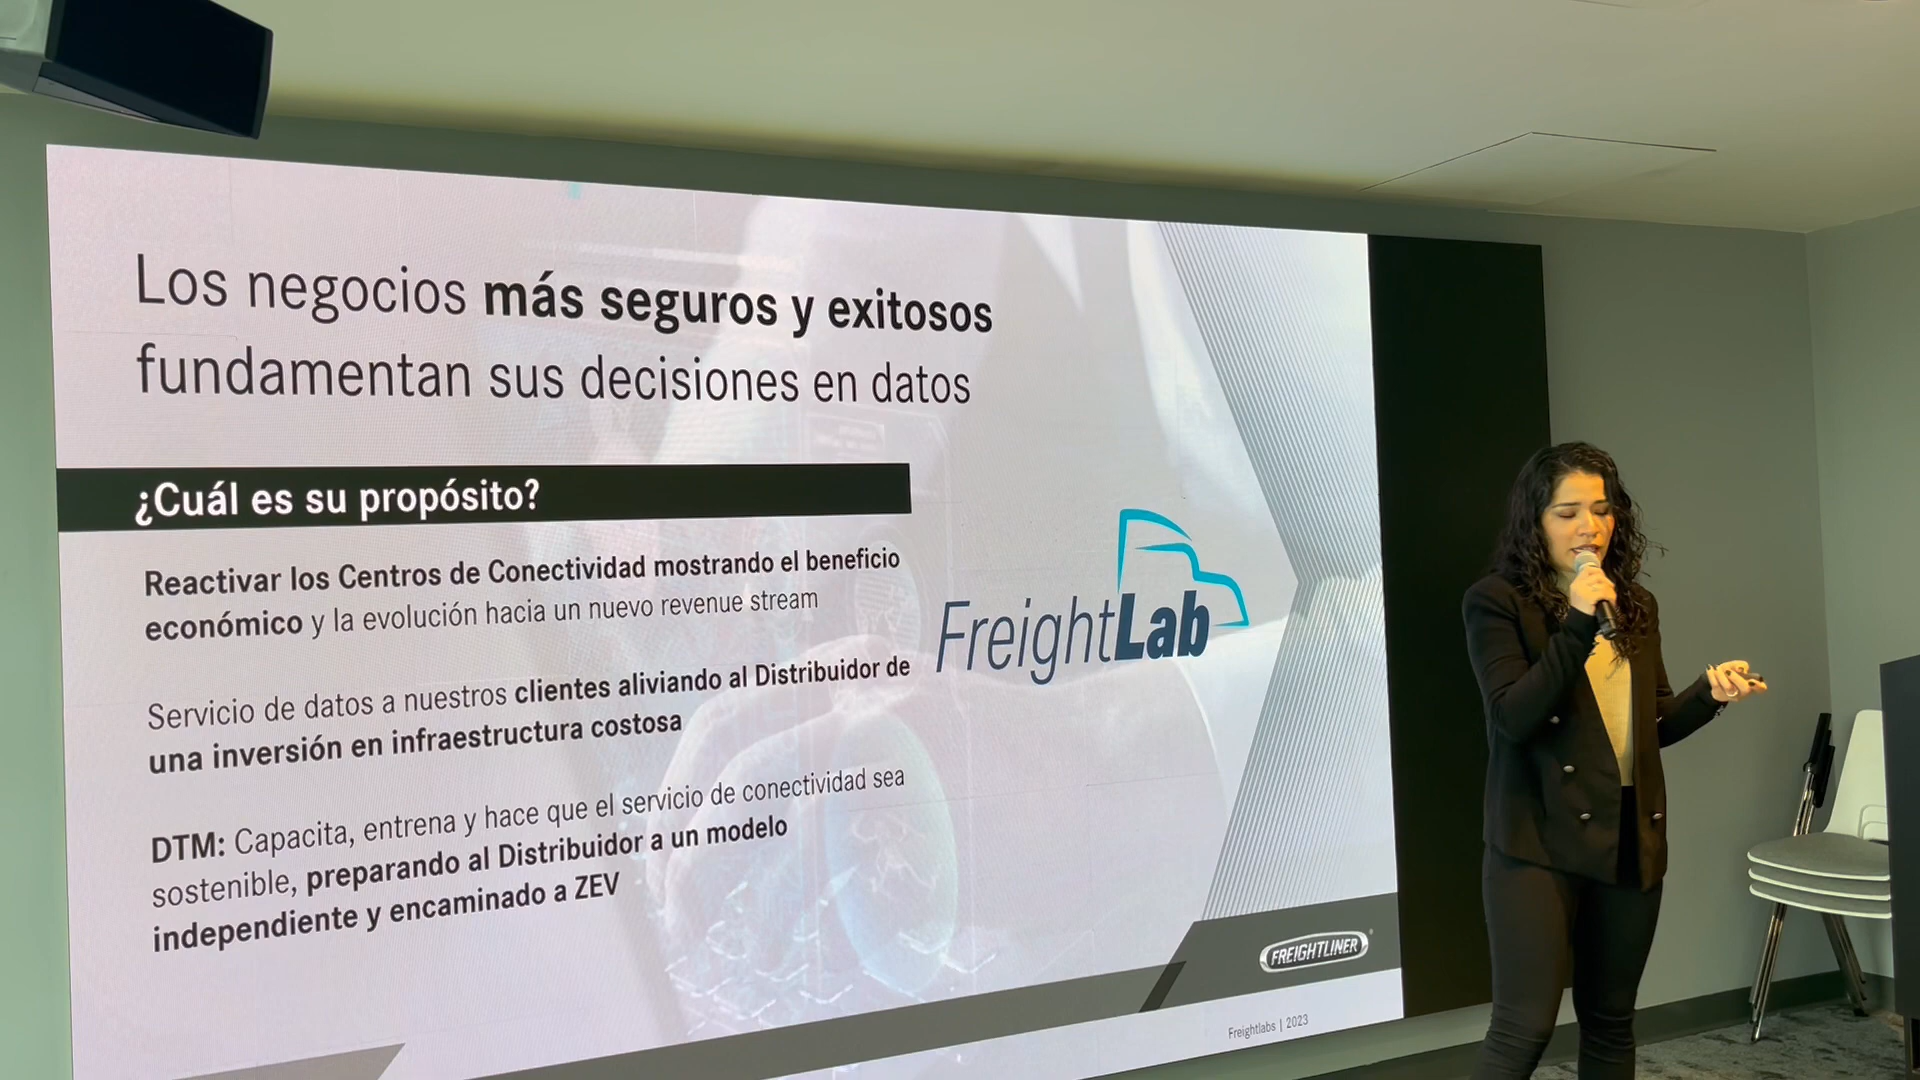 Los negocios más seguros y exitosos
fundamentan sus decisiones en datos
¿Cuál es su propósito?
Reactivar los Centros de Conectividad mostrando el beneficio
económico y la evolución hacia un nuevo revenue stream
Servicio de datos a nuestros clientes aliviando al Distribuidor de
una inversión en infraestructura costosa
DTM: Capacita, entrena y hace que el servicio de conectividad sea
sostenible, preparando al Distribuidor a un modelo
independiente y encaminado a ZEV
FreightLab
FREIGHTLINER
Freightlabs | 2023